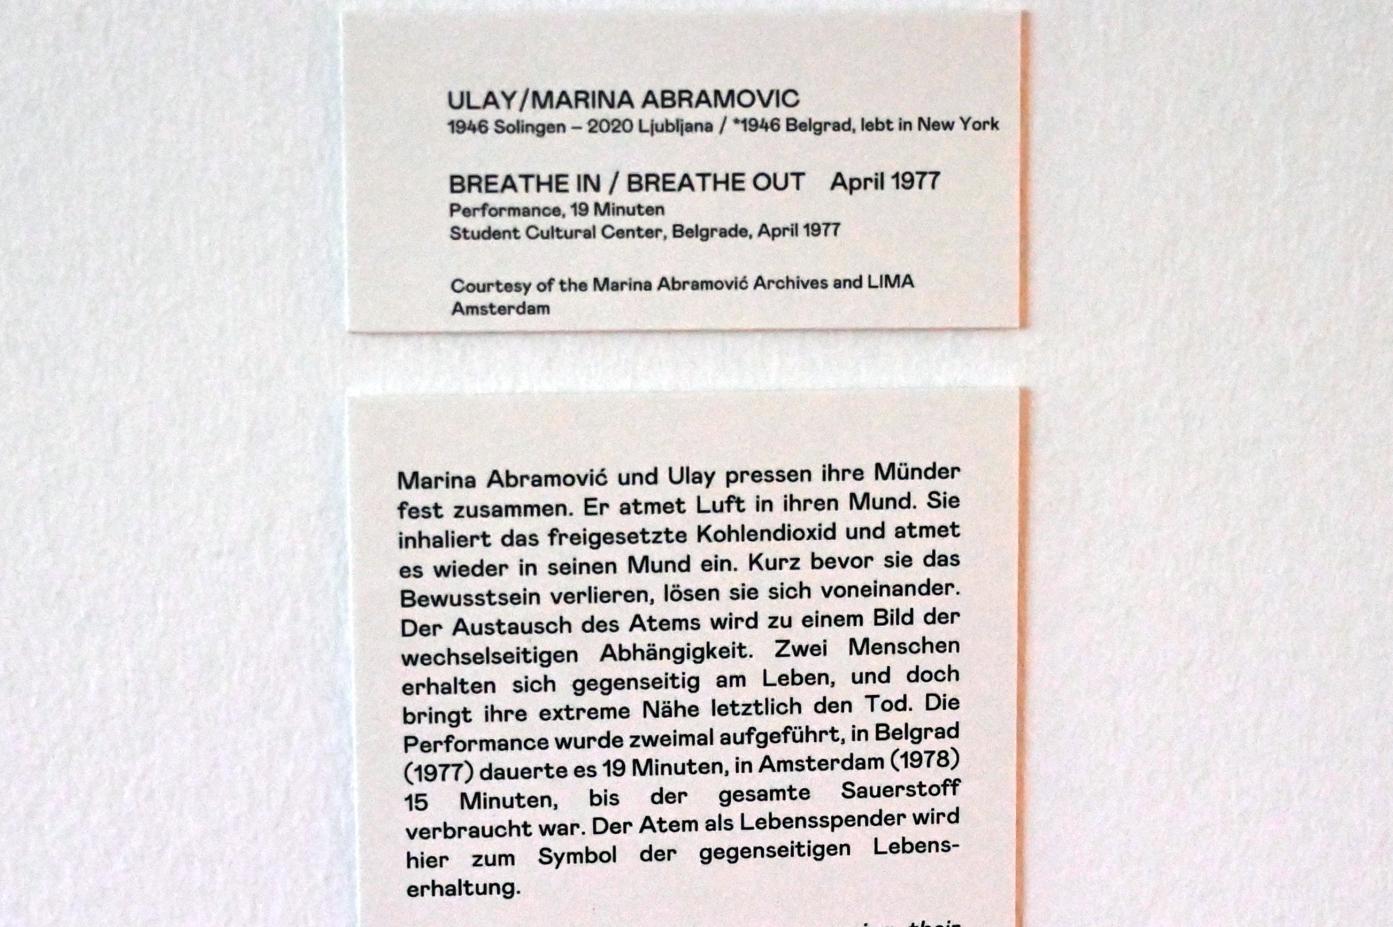 ULAY/MARINA ABRAMOVIC
1946 Solingen – 2020 Ljubljana / *1946 Belgrad, lebt in New York
BREATHE IN / BREATHE OUT April 1977
Performance, 19 Minuten
Student Cultural Center, Belgrade, April 1977
Courtesy of the Marina Abramović Archives and LIMA
Amsterdam
Marina Abramović und Ulay pressen ihre Münder
fest zusammen. Er atmet Luft in ihren Mund. Sie
inhaliert das freigesetzte Kohlendioxid und atmet
es wieder in seinen Mund ein. Kurz bevor sie das
Bewusstsein verlieren, lösen sie sich voneinander.
Der Austausch des Atems wird zu einem Bild der
wechselseitigen Abhängigkeit. Zwei Menschen
erhalten sich gegenseitig am Leben, und doch
bringt ihre extreme Nähe letztlich den Tod. Die
Performance wurde zweimal aufgeführt, in Belgrad
(1977) dauerte es 19 Minuten, in Amsterdam (1978)
15 Minuten, bis der gesamte Sauerstoff
verbraucht war. Der Atem als Lebensspender wird
hier zum Symbol der gegenseitigen Lebens-
erhaltung.
their